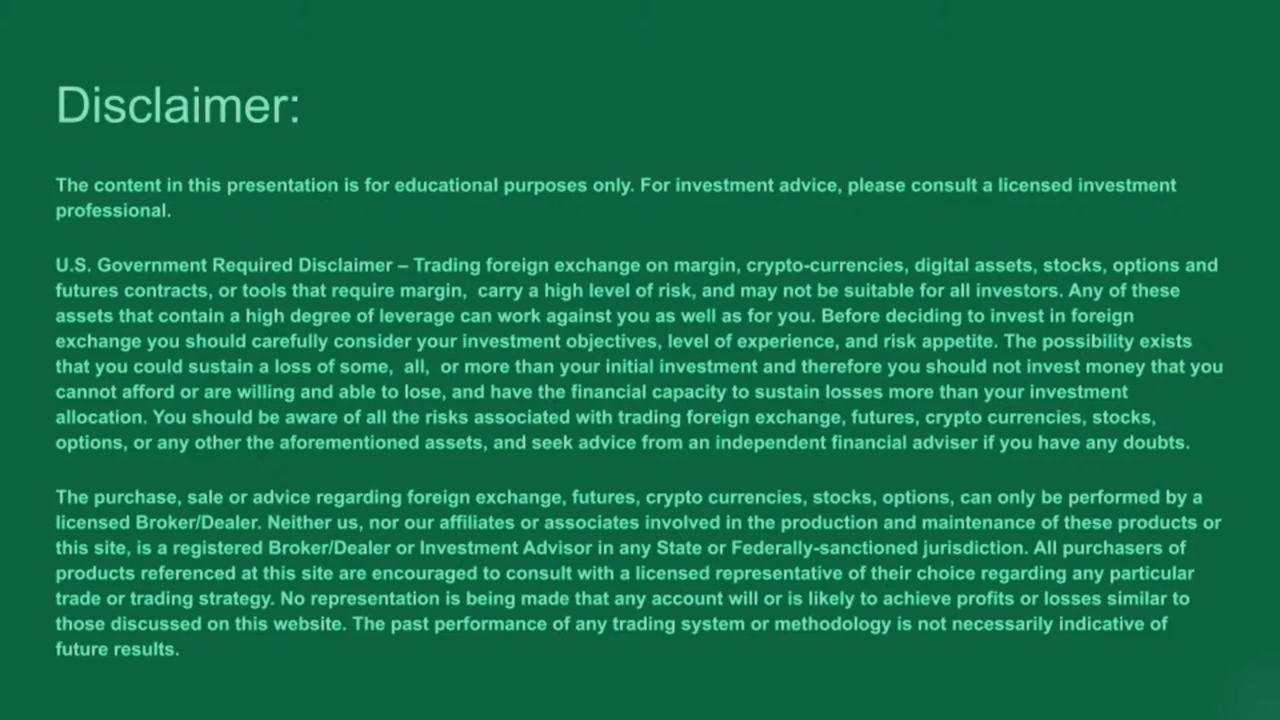 Disclaimer:
The content in this presentation is for educational purposes only. For investment advice, please consult a licensed investment
professional.
U.S. Government Required Disclaimer – Trading foreign exchange on margin, crypto-currencies, digital assets, stocks, options and
futures contracts, or tools that require margin,  carry a high level of risk, and may not be suitable for all investors. Any of these
assets that contain a high degree of leverage can work against you as well as for you. Before deciding to invest in foreign
exchange you should carefully consider your investment objectives, level of experience, and risk appetite. The possibility exists
that you could sustain a loss of some,  all,  or more than your initial investment and therefore you should not invest money that you
cannot afford or are willing and able to lose, and have the financial capacity to sustain losses more than your investment
allocation. You should be aware of all the risks associated with trading foreign exchange, futures, crypto currencies, stocks,
options, or any other the aforementioned assets, and seek advice from an independent financial adviser if you have any doubts.
The purchase, sale or advice regarding foreign exchange, futures, crypto currencies, stocks, options, can only be performed by a
licensed Broker/Dealer. Neither us, nor our affiliates or associates involved in the production and maintenance of these products or
this site, is a registered Broker/Dealer or Investment Advisor in any State or Federally-sanctioned jurisdiction. All purchasers of
products referenced at this site are encouraged to consult with a licensed representative of their choice regarding any particular
trade or trading strategy. No representation is being made that any account will or is likely to achieve profits or losses similar to
those discussed on this website. The past performance of any trading system or methodology is not necessarily indicative of
future results.